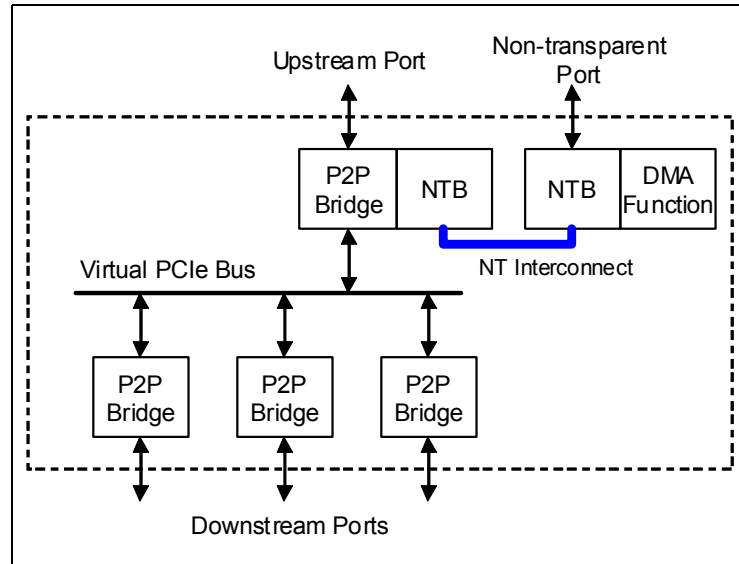 Upstream Port
Non-transparent
Port
P2P
Bridge
NTB
NTB
DMA
Function
NT Interconnect
Virtual PCIe Bus
P2P
Bridge
P2P
Bridge
P2P
Bridge
Downstream Ports